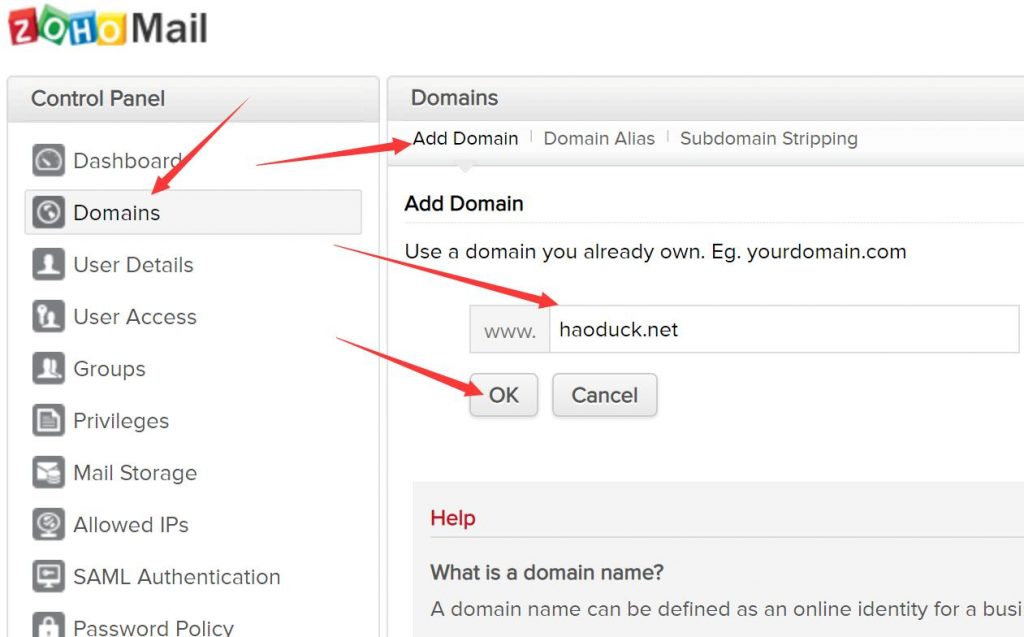 ZOHO Mail
Control Panel
Dashboard
Domains
User Details
User Access
Groups
Privileges
Mail Storage
Allowed IPs
SAML Authentication
Password Policy
Domains
Add Domain
Domain Alias
Subdomain Stripping
Add Domain
Use a domain you already own. Eg. yourdomain.com
www. haoduck.net
OK Cancel
Help
What is a domain name?
A domain name can be defined as an online identity for a busi